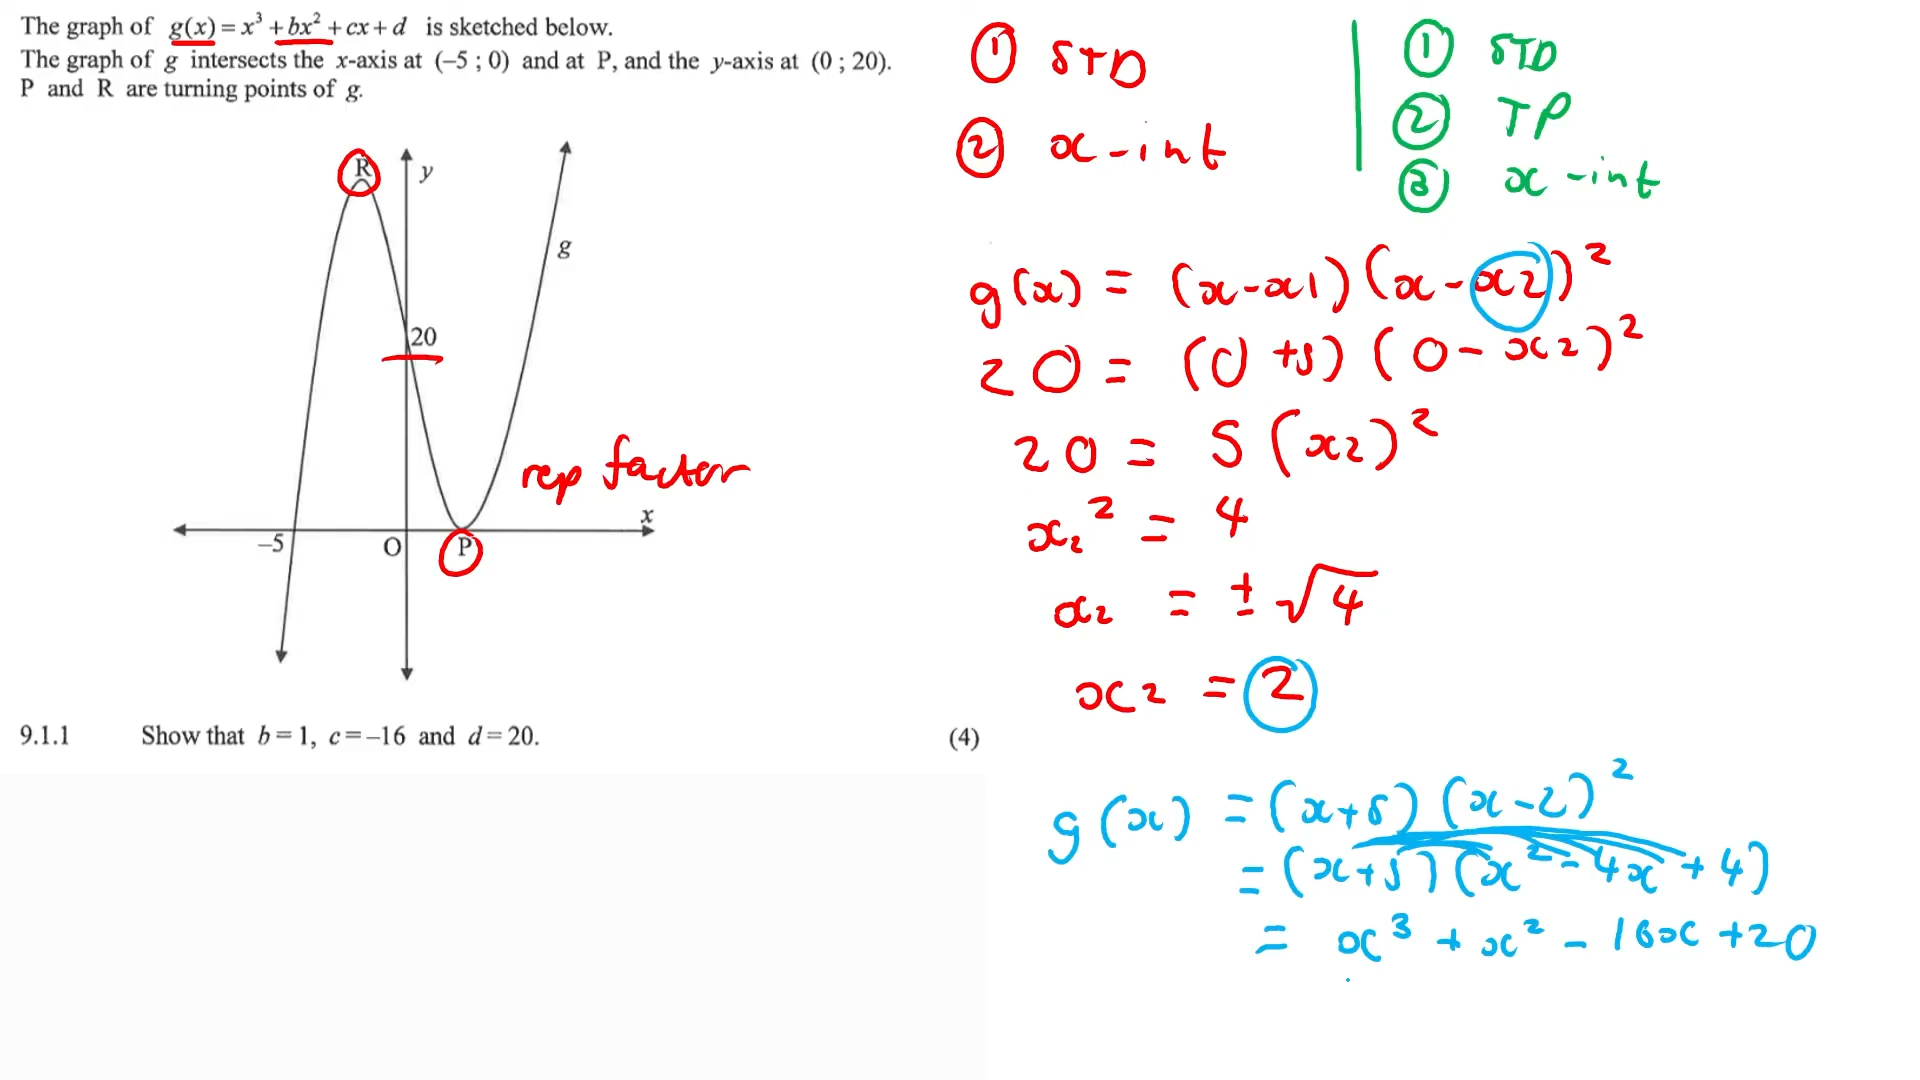 The graph of g(x) = x³ + bx² + cx + d is sketched below.
The graph of g intersects the x-axis at (–5 ; 0) and at P, and the y-axis at (0 ; 20).
P and R are turning points of g.
R
y
g
20
rep factor
x
–5
O
P
9.1.1 Show that b = 1, c = –16 and d = 20. (4)
① STD
② x-int
① STD
② TP
③ x-int
g(x) = (x-x1)(x-x2)²
20 = (0+5)(0-x2)²
20 = 5(x2)²
x₂² = 4
x2 = ±√4
x2 = 2
g(x) = (x+5)(x-2)²
= (x+5)(x²-4x+4)
= x³ + x² - 16x + 20